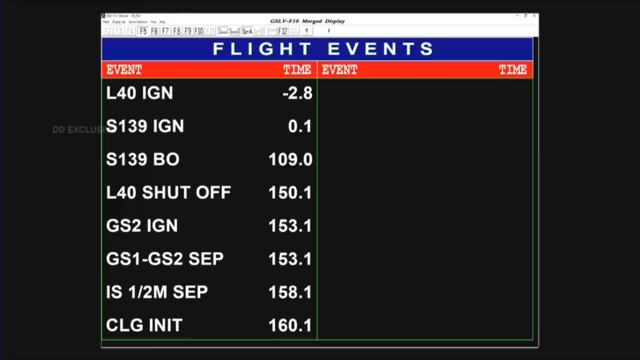 GSLV-F10 Merged Display
F5 F6 F7 F8 F9 F10 F12
FLIGHT EVENTS
EVENT TIME EVENT TIME
L40 IGN -2.8
DD EXCLUSI
S139 IGN 0.1
S139 BO 109.0
L40 SHUT OFF 150.1
GS2 IGN 153.1
GS1-GS2 SEP 153.1
IS 1/2M SEP 158.1
CLG INIT 160.1